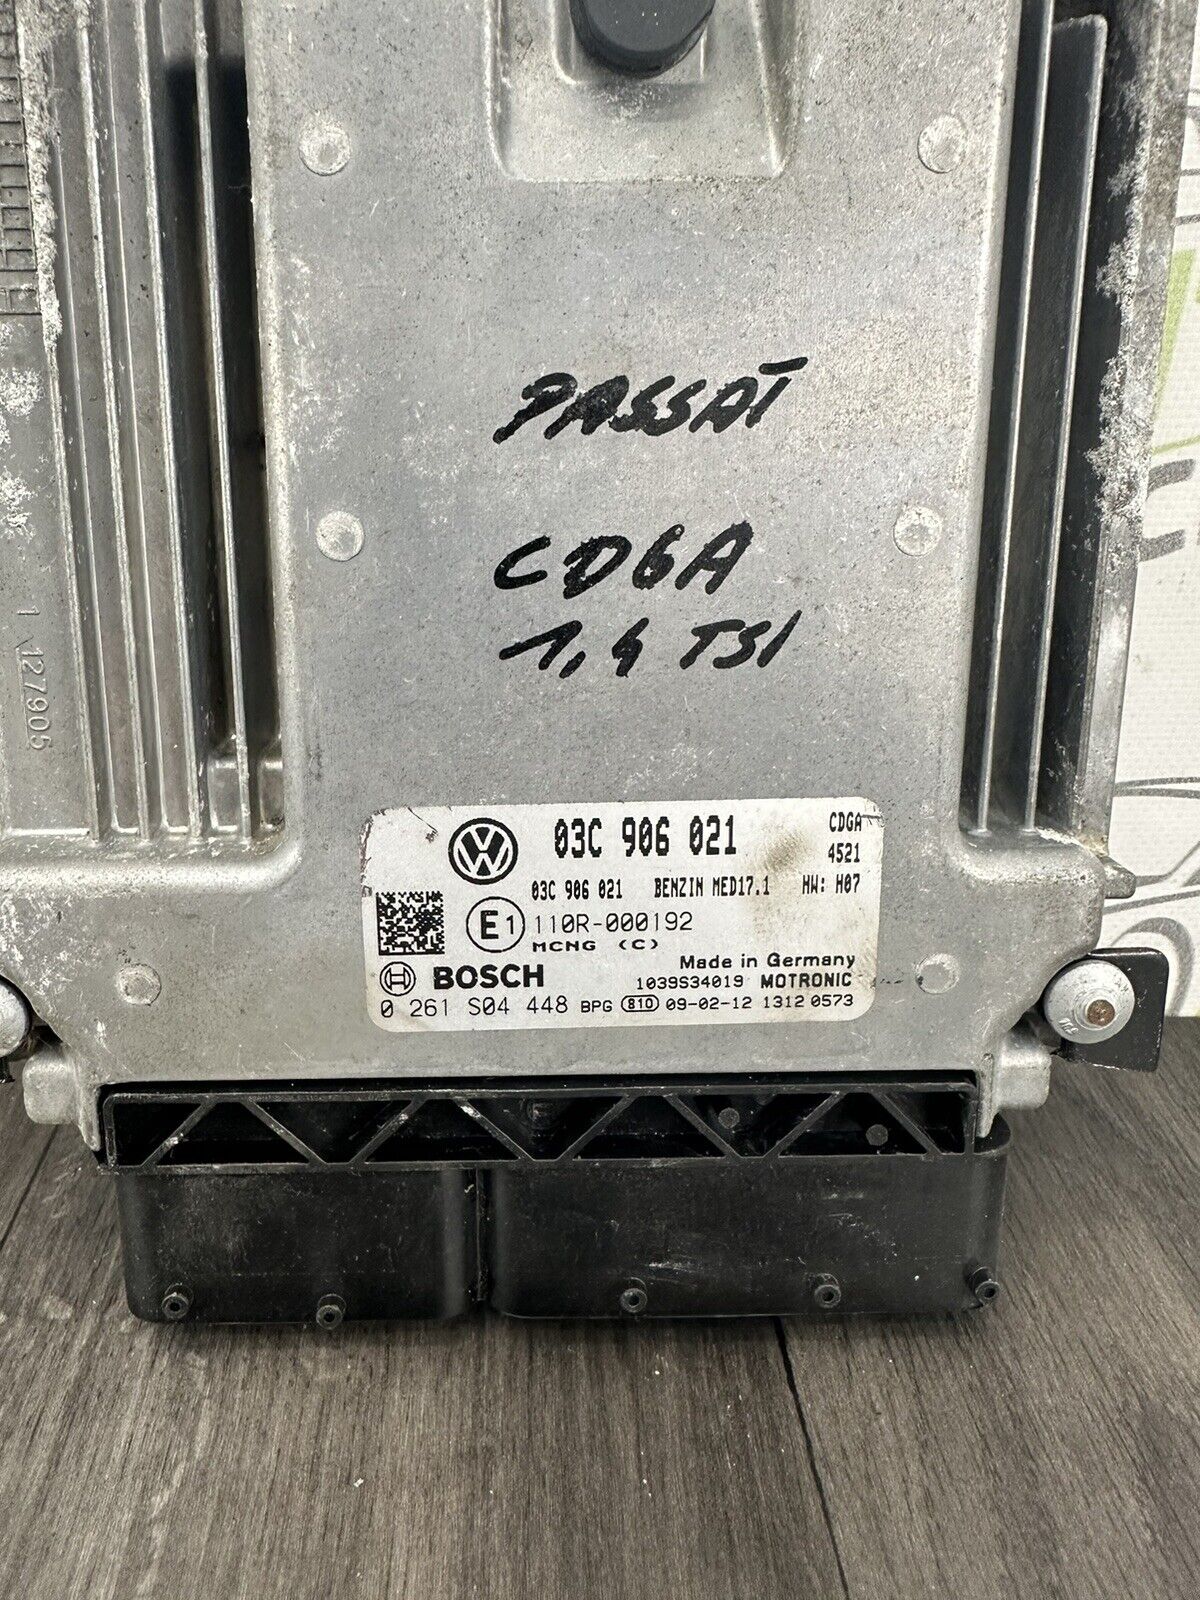 PASSAT
CDGA
1,4 TSI
1 127905
03C 906 021 CDGA
4521
03C 906 021 BENZIN MED17.1 HW: H07
E1 110R-000192
MCNG (C)
Made in Germany
BOSCH 1039S34019 MOTRONIC
0 261 S04 448 BPG 810 09-02-12 1312 0573